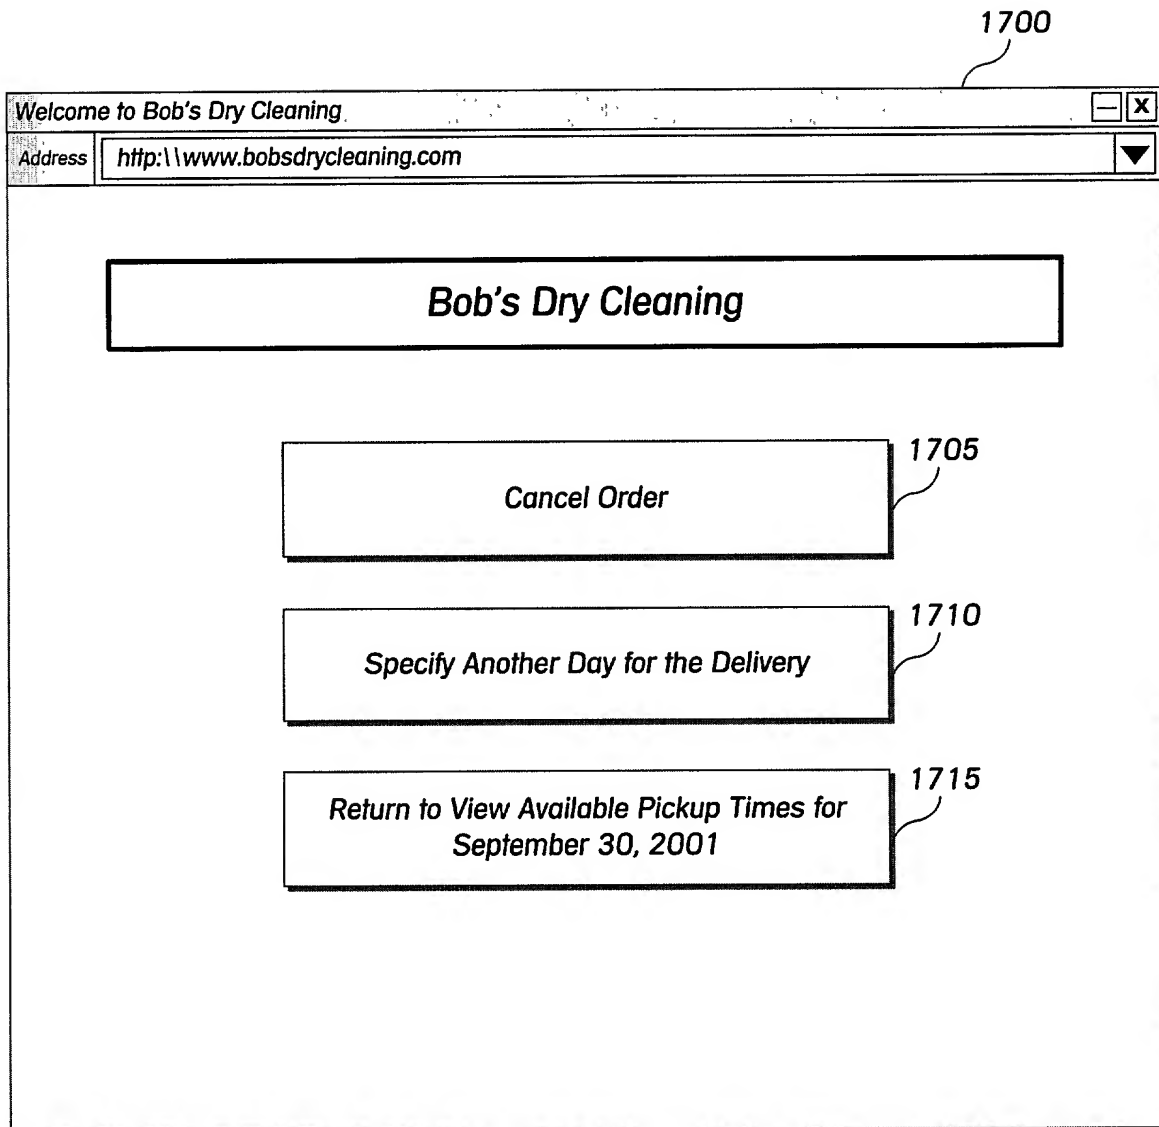 1700
Welcome to Bob's Dry Cleaning
X
Address http:\\www.bobsdrycleaning.com
Bob's Dry Cleaning
1705
Cancel Order
1710
Specify Another Day for the Delivery
1715
Return to View Available Pickup Times for
September 30, 2001